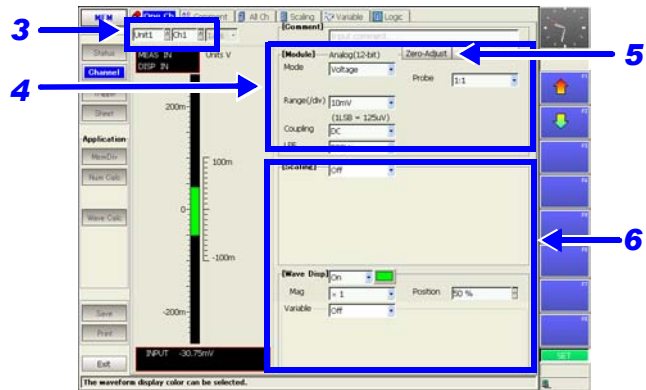 MEM
One Ch
Comment
All Ch
Scaling
Variable
Logic
3
Unit1
Ch1
[Comment]
Input comment
Status
MEAS IN
DISP IN
Units V
[Module]
Analog(12-bit)
Zero-Adjust
5
Mode
Voltage
Probe
1:1
Channel
4
Range(/div)
10mV
(1LSB = 125uV)
Sheet
200m
Coupling
DC
Application
LPF
MemDiv
100m
[Scaling]
Off
Num Calc
Wave Calc
0
6
-100m
[Wave Disp]
On
Mag
× 1
Position
50 %
Save
-200m
Variable
Off
Print
Exit
INPUT -30.75mV
SET
The waveform display color can be selected.